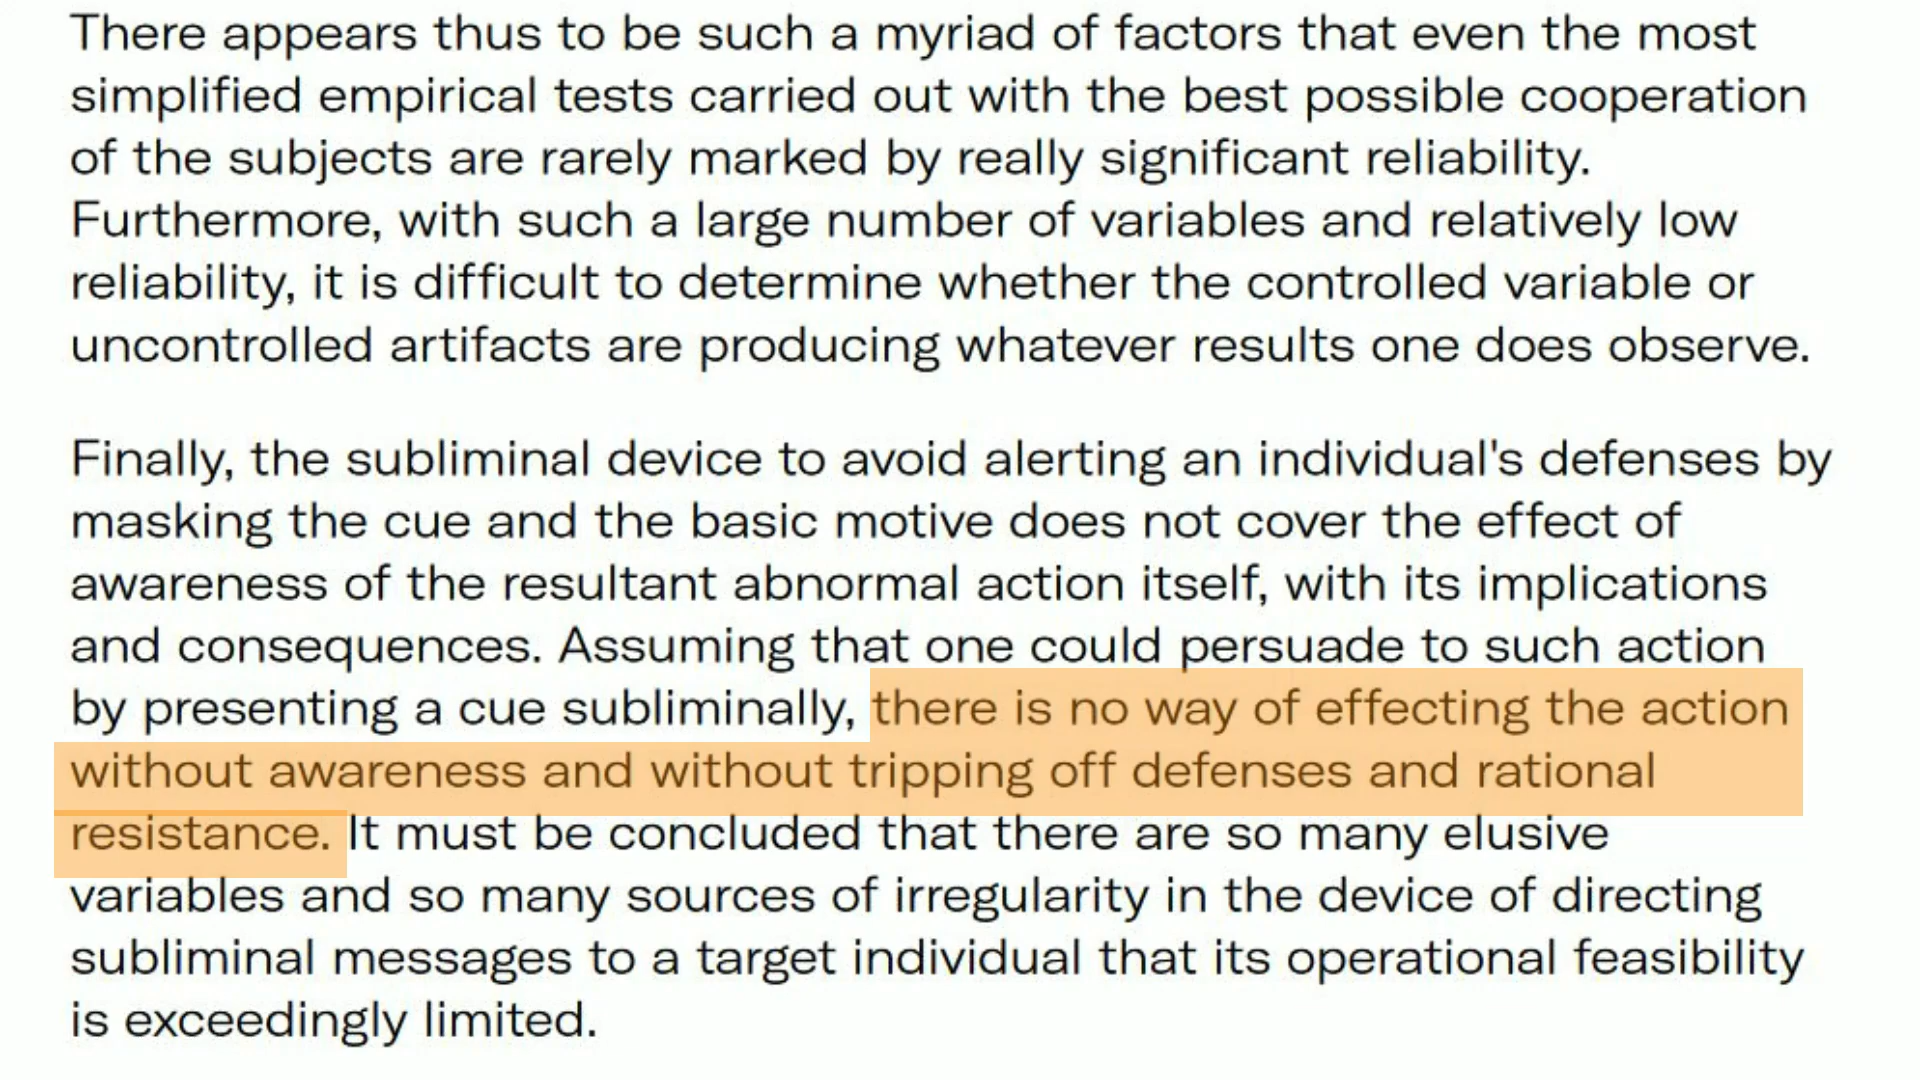 There appears thus to be such a myriad of factors that even the most
simplified empirical tests carried out with the best possible cooperation
of the subjects are rarely marked by really significant reliability.
Furthermore, with such a large number of variables and relatively low
reliability, it is difficult to determine whether the controlled variable or
uncontrolled artifacts are producing whatever results one does observe.
Finally, the subliminal device to avoid alerting an individual's defenses by
masking the cue and the basic motive does not cover the effect of
awareness of the resultant abnormal action itself, with its implications
and consequences. Assuming that one could persuade to such action
by presenting a cue subliminally, there is no way of effecting the action
without awareness and without tripping off defenses and rational
resistance. It must be concluded that there are so many elusive
variables and so many sources of irregularity in the device of directing
subliminal messages to a target individual that its operational feasibility
is exceedingly limited.